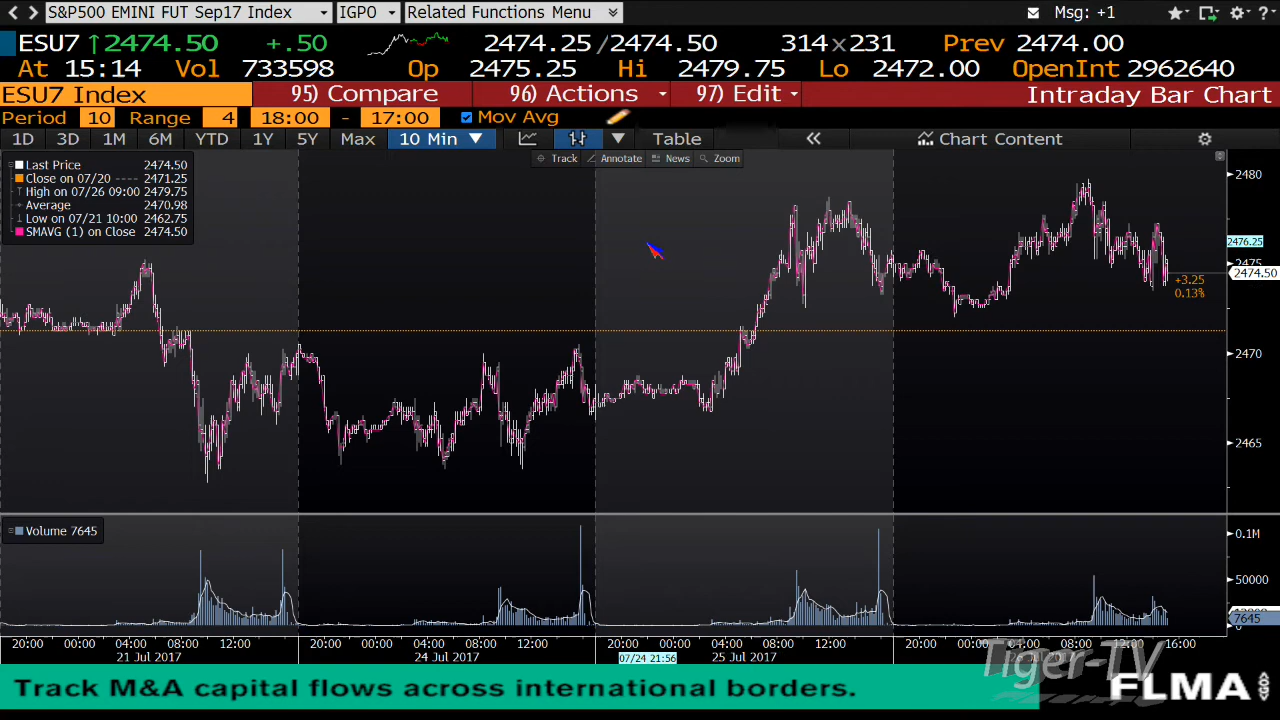 S&P500 EMINI FUT Sep17 Index IGPO Related Functions Menu Msg: +1
ESU7 ↑2474.50 +.50 2474.25/2474.50 314x231 Prev 2474.00
At 15:14 Vol 733598 Op 2475.25 Hi 2479.75 Lo 2472.00 OpenInt 2962640
ESU7 Index 95) Compare 96) Actions 97) Edit Intraday Bar Chart
Period 10 Range 4 18:00 - 17:00 Mov Avg
1D 3D 1M 6M YTD 1Y 5Y Max 10 Min ▼ ▼ Table « Chart Content
Track Annotate News Zoom
Last Price 2474.50
Close on 07/20 ---- 2471.25
High on 07/26 09:00 2479.75
Average 2470.98
Low on 07/21 10:00 2462.75
SMAVG (1) on Close 2474.50
2480
2476.25
2475
2474.50
+3.25
0.13%
2470
2465
Volume 7645
0.1M
50000
7645
0
20:00 00:00 04:00 08:00 12:00 20:00 00:00 04:00 08:00 12:00 20:00 00:00 04:00 08:00 12:00 20:00 00:00 04:00 08:00 12:00 16:00
21 Jul 2017 24 Jul 2017 07/24 21:56 25 Jul 2017
Tiger-TV
Track M&A capital flows across international borders. FLMA <GO>